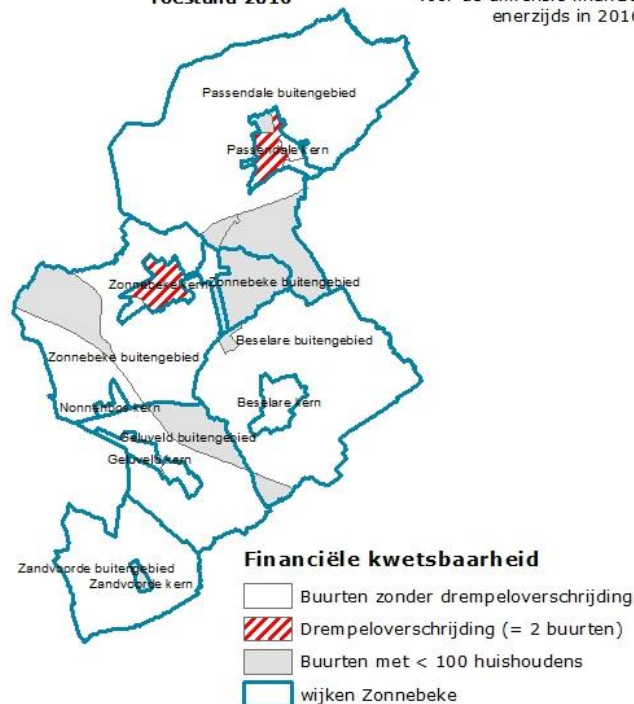 Toestand 2016
enerzijds in 2016
Passendale buitengebied
Passendale kern
Zonnebeke kern
Zonnebeke buitengebied
Beselare buitengebied
Zonnebeke buitengebied
Nonnenbos kern
Beselare kern
Geluveld buitengebied
Geluveld kern
Zandvoorde buitengebied
Zandvoorde kern
Financiële kwetsbaarheid
Buurten zonder drempeloverschrijding
Drempeloverschrijding (= 2 buurten)
Buurten met < 100 huishoudens
wijken Zonnebeke